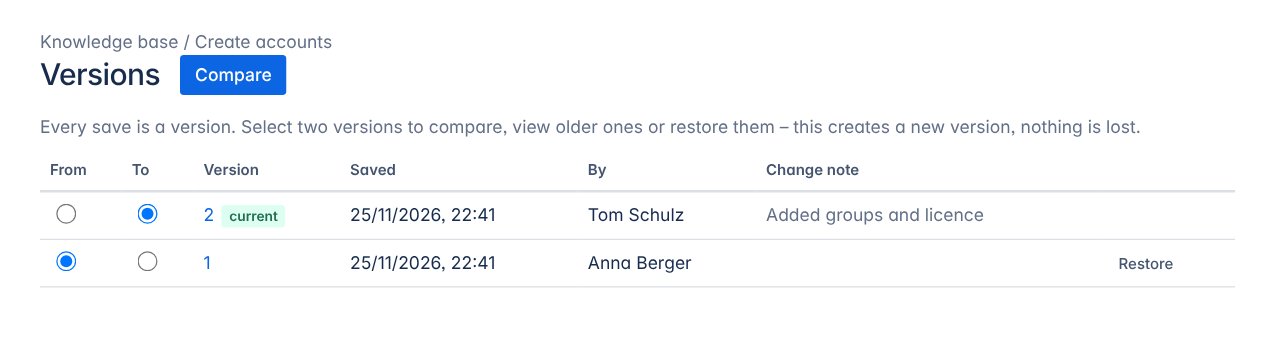 Knowledge base / Create accounts
Versions Compare
Every save is a version. Select two versions to compare, view older ones or restore them – this creates a new version, nothing is lost.
From To Version Saved By Change note
2 current 25/11/2026, 22:41 Tom Schulz Added groups and licence
1 25/11/2026, 22:41 Anna Berger Restore